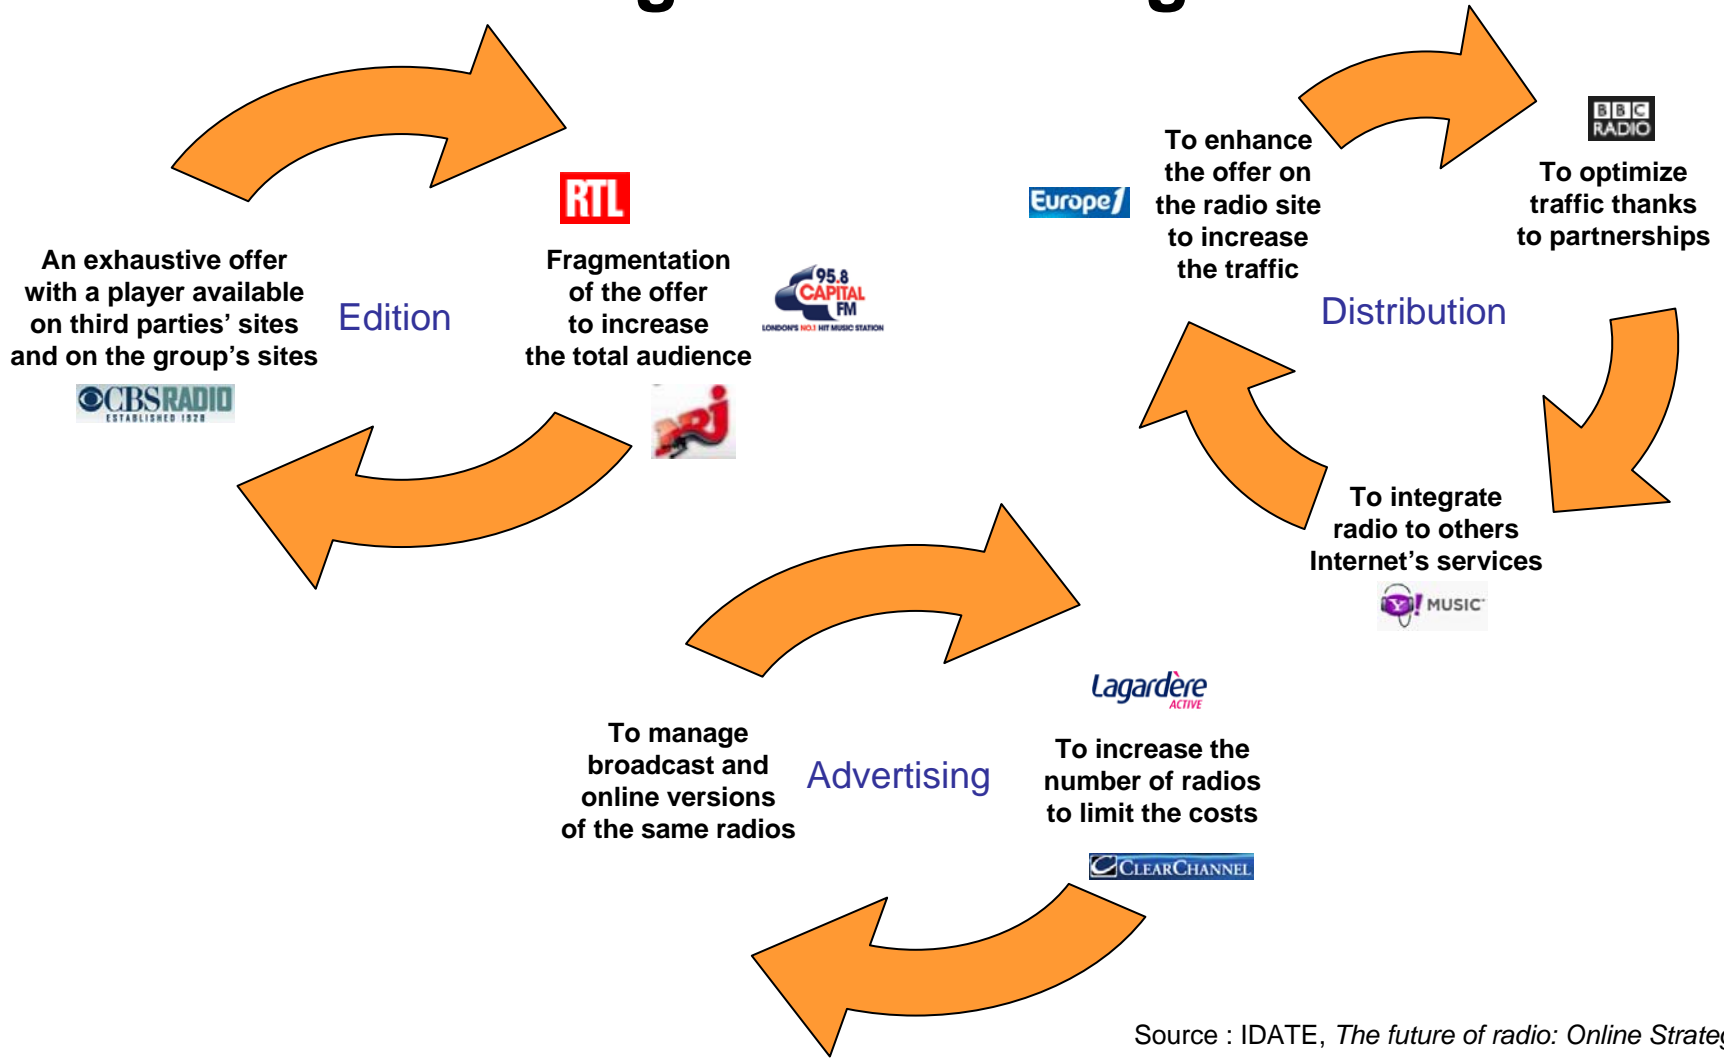 RTL
An exhaustive offer
with a player available
on third parties’ sites
and on the group’s sites
CBS RADIO
ESTABLISHED 1928
Edition
Fragmentation
of the offer
to increase
the total audience
95.8
CAPITAL
FM
LONDON'S NO.1 HIT MUSIC STATION
NRJ
Europe1
To enhance
the offer on
the radio site
to increase
the traffic
BBC
RADIO
To optimize
traffic thanks
to partnerships
Distribution
To integrate
radio to others
Internet’s services
Y! MUSIC
To manage
broadcast and
online versions
of the same radios
Advertising
Lagardère
ACTIVE
To increase the
number of radios
to limit the costs
CLEARCHANNEL
Source : IDATE, The future of radio: Online